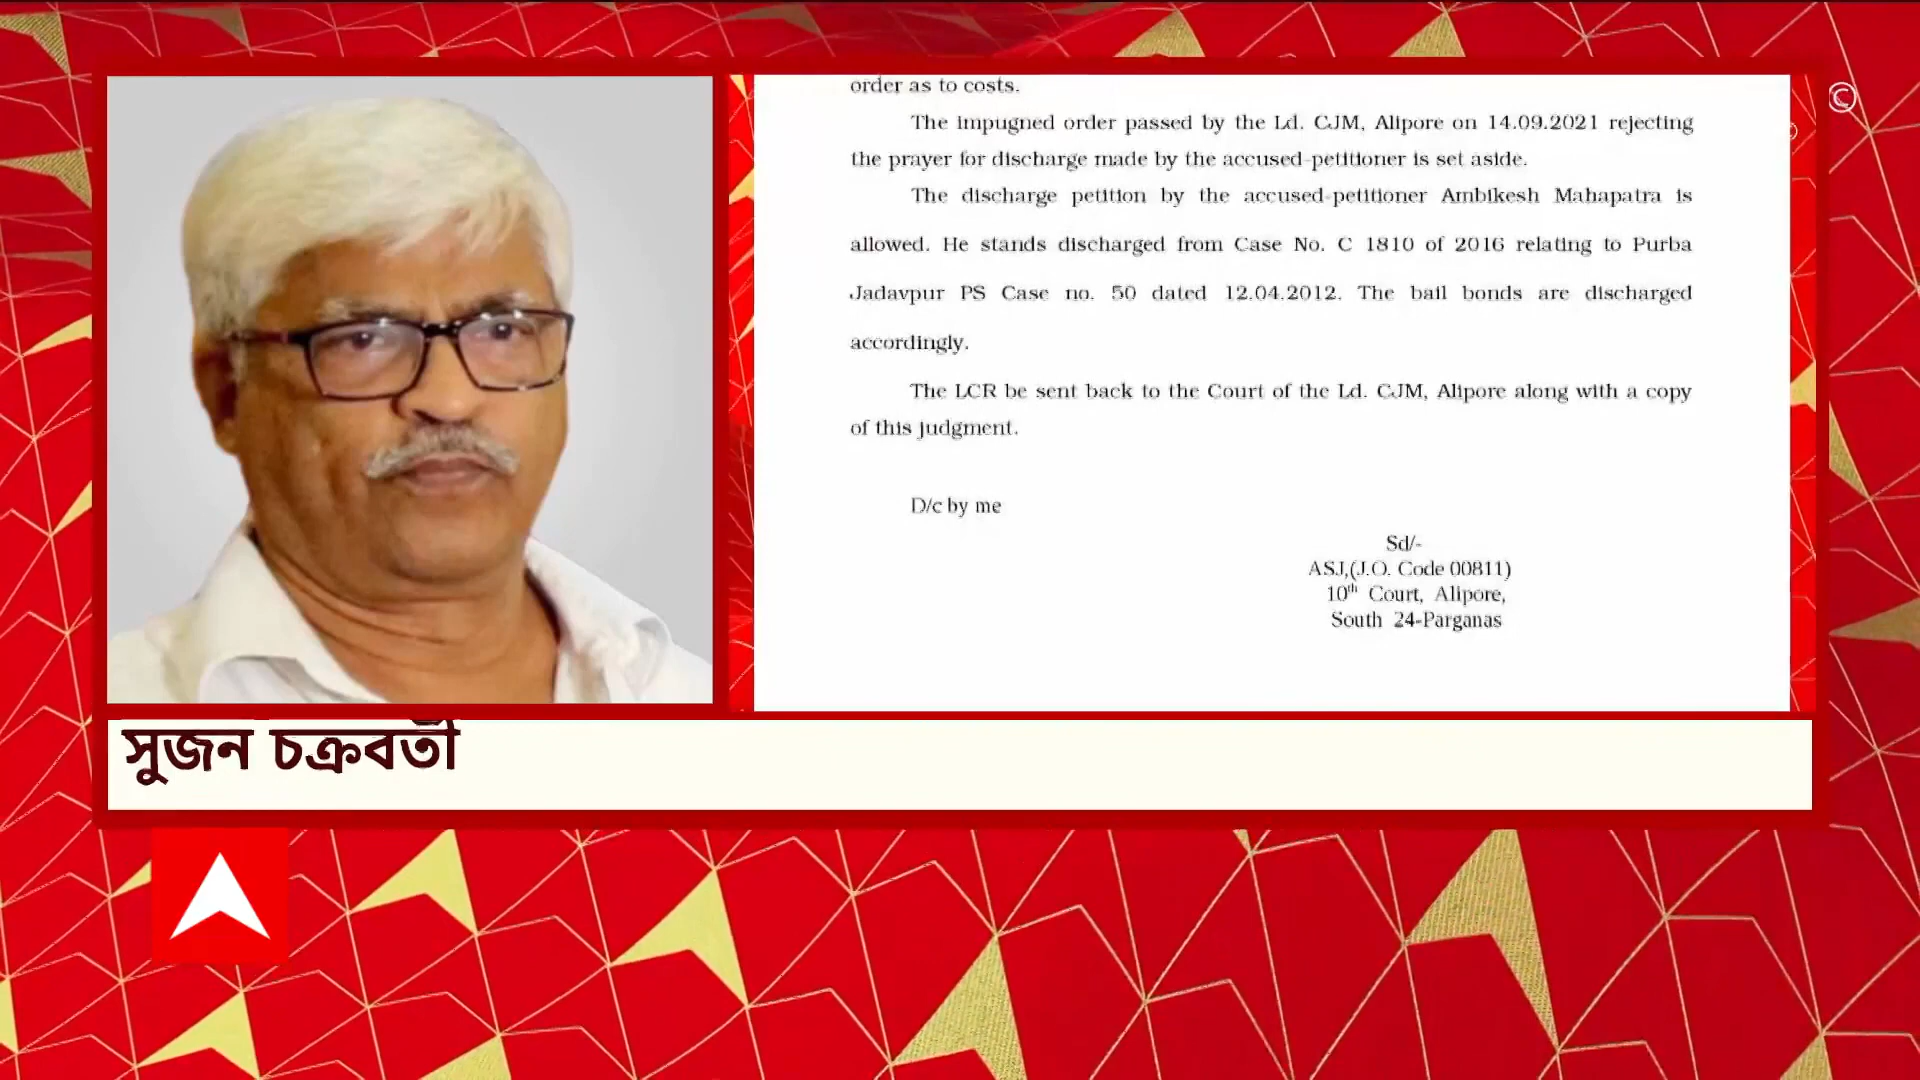 order as to costs.
The impugned order passed by the Ld. CJM, Alipore on 14.09.2021 rejecting
the prayer for discharge made by the accused-petitioner is set aside.
The discharge petition by the accused-petitioner Ambikesh Mahapatra is
allowed. He stands discharged from Case No. C 1810 of 2016 relating to Purba
Jadavpur PS Case no. 50 dated 12.04.2012. The bail bonds are discharged
accordingly.
The LCR be sent back to the Court of the Ld. CJM, Alipore along with a copy
of this judgment.
D/c by me
Sd/-
ASJ,(J.O. Code 00811)
10th Court, Alipore,
South 24-Parganas
সুজন চক্রবর্তী
©